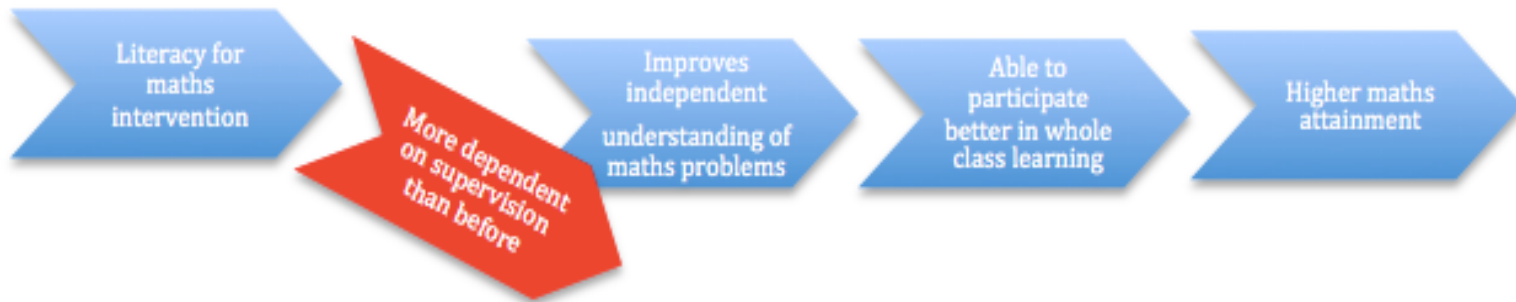 Literacy for
maths
intervention
More dependent
on supervision
than before
Improves
independent
understanding of
maths problems
Able to
participate
better in whole
class learning
Higher maths
attainment